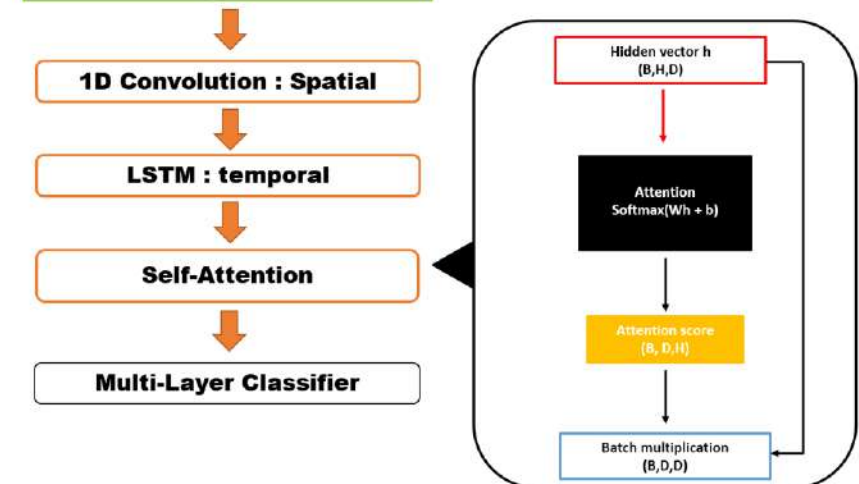 1D Convolution : Spatial
LSTM : temporal
Self-Attention
Multi-Layer Classifier
Hidden vector h
(B,H,D)
Attention
Softmax(Wh + b)
Attention score
(B, D,H)
Batch multiplication
(B,D,D)